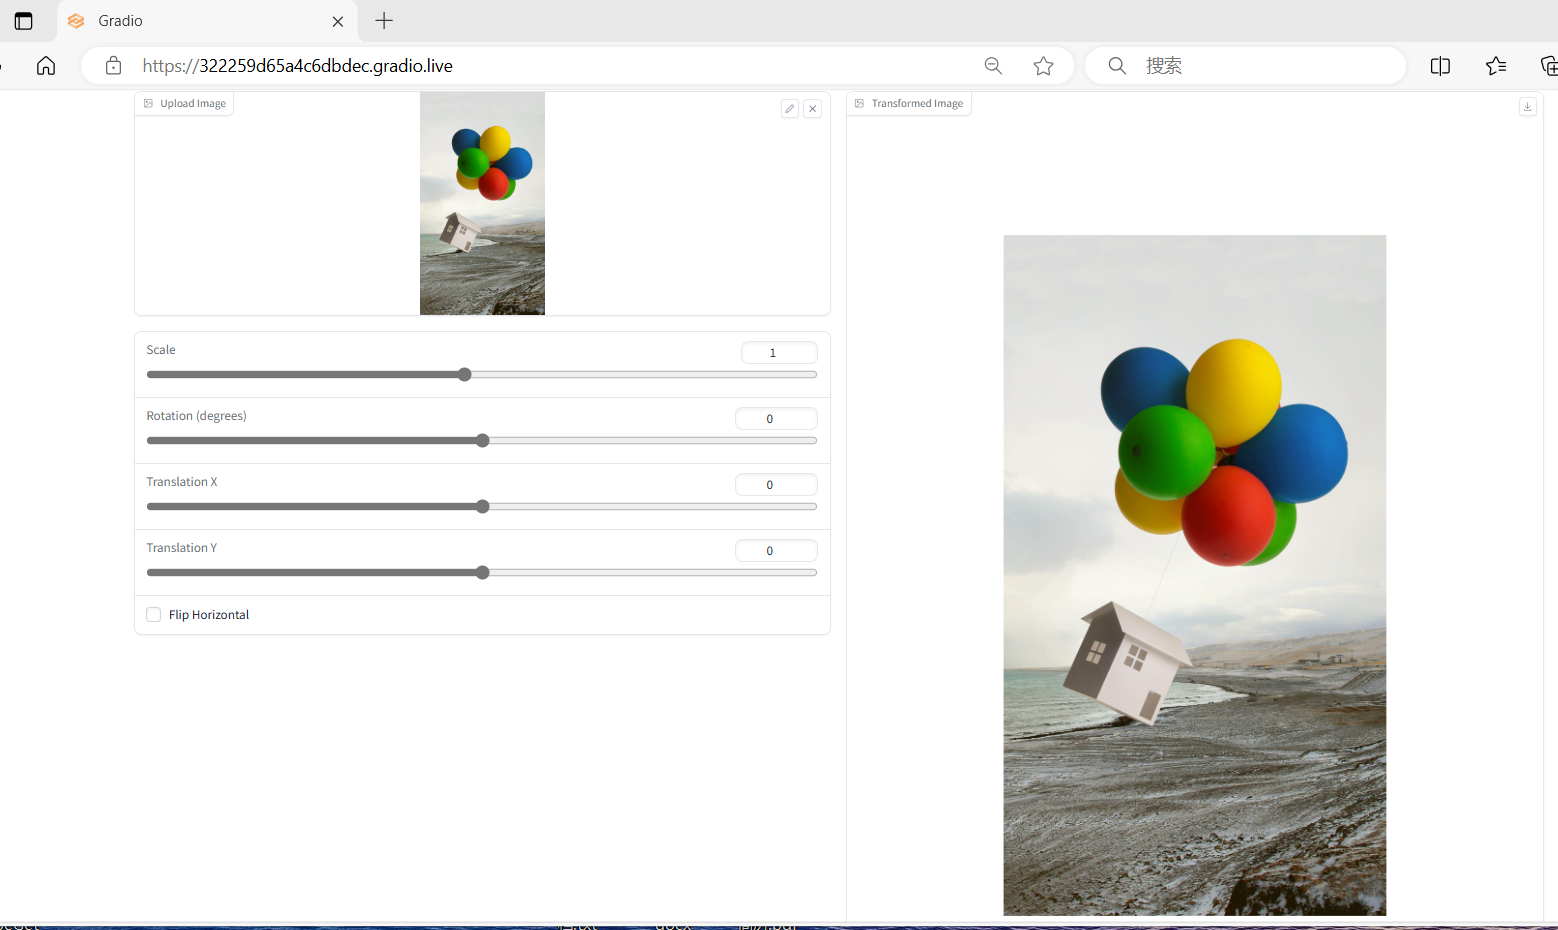 Gradio
https://322259d65a4c6dbdec.gradio.live
搜索
Upload Image
Transformed Image
Scale
1
Rotation (degrees)
0
Translation X
0
Translation Y
0
Flip Horizontal